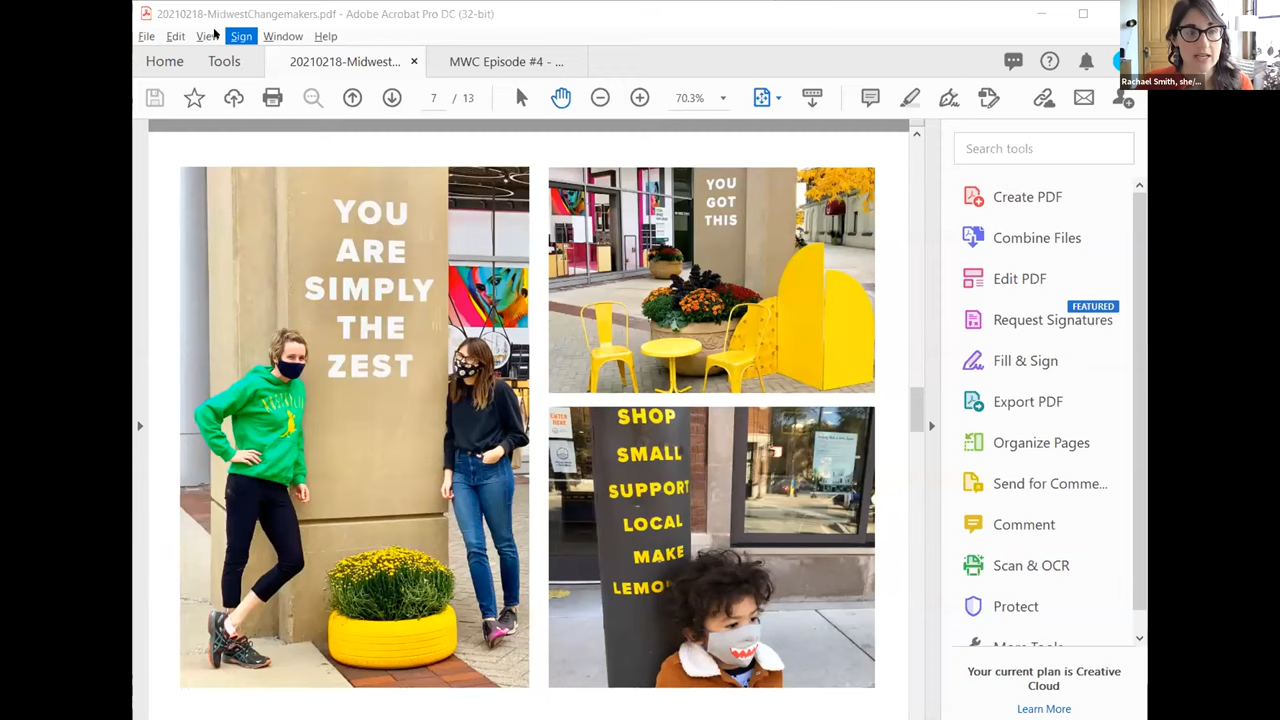 20210218-MidwestChangemakers.pdf - Adobe Acrobat Pro DC (32-bit)
File Edit View Sign Window Help
Home Tools 20210218-Midwest... × MWC Episode #4 - ...
7 / 13 70.3%
Rachael Smith, she/...
YOU
ARE
SIMPLY
THE
ZEST
YOU
GOT
THIS
SHOP
SMALL
SUPPORT
LOCAL
MAKE
LEMO
Search tools
Create PDF
Combine Files
Edit PDF
FEATURED
Request Signatures
Fill & Sign
Export PDF
Organize Pages
Send for Comme...
Comment
Scan & OCR
Protect
More Tools
Your current plan is Creative
Cloud
Learn More